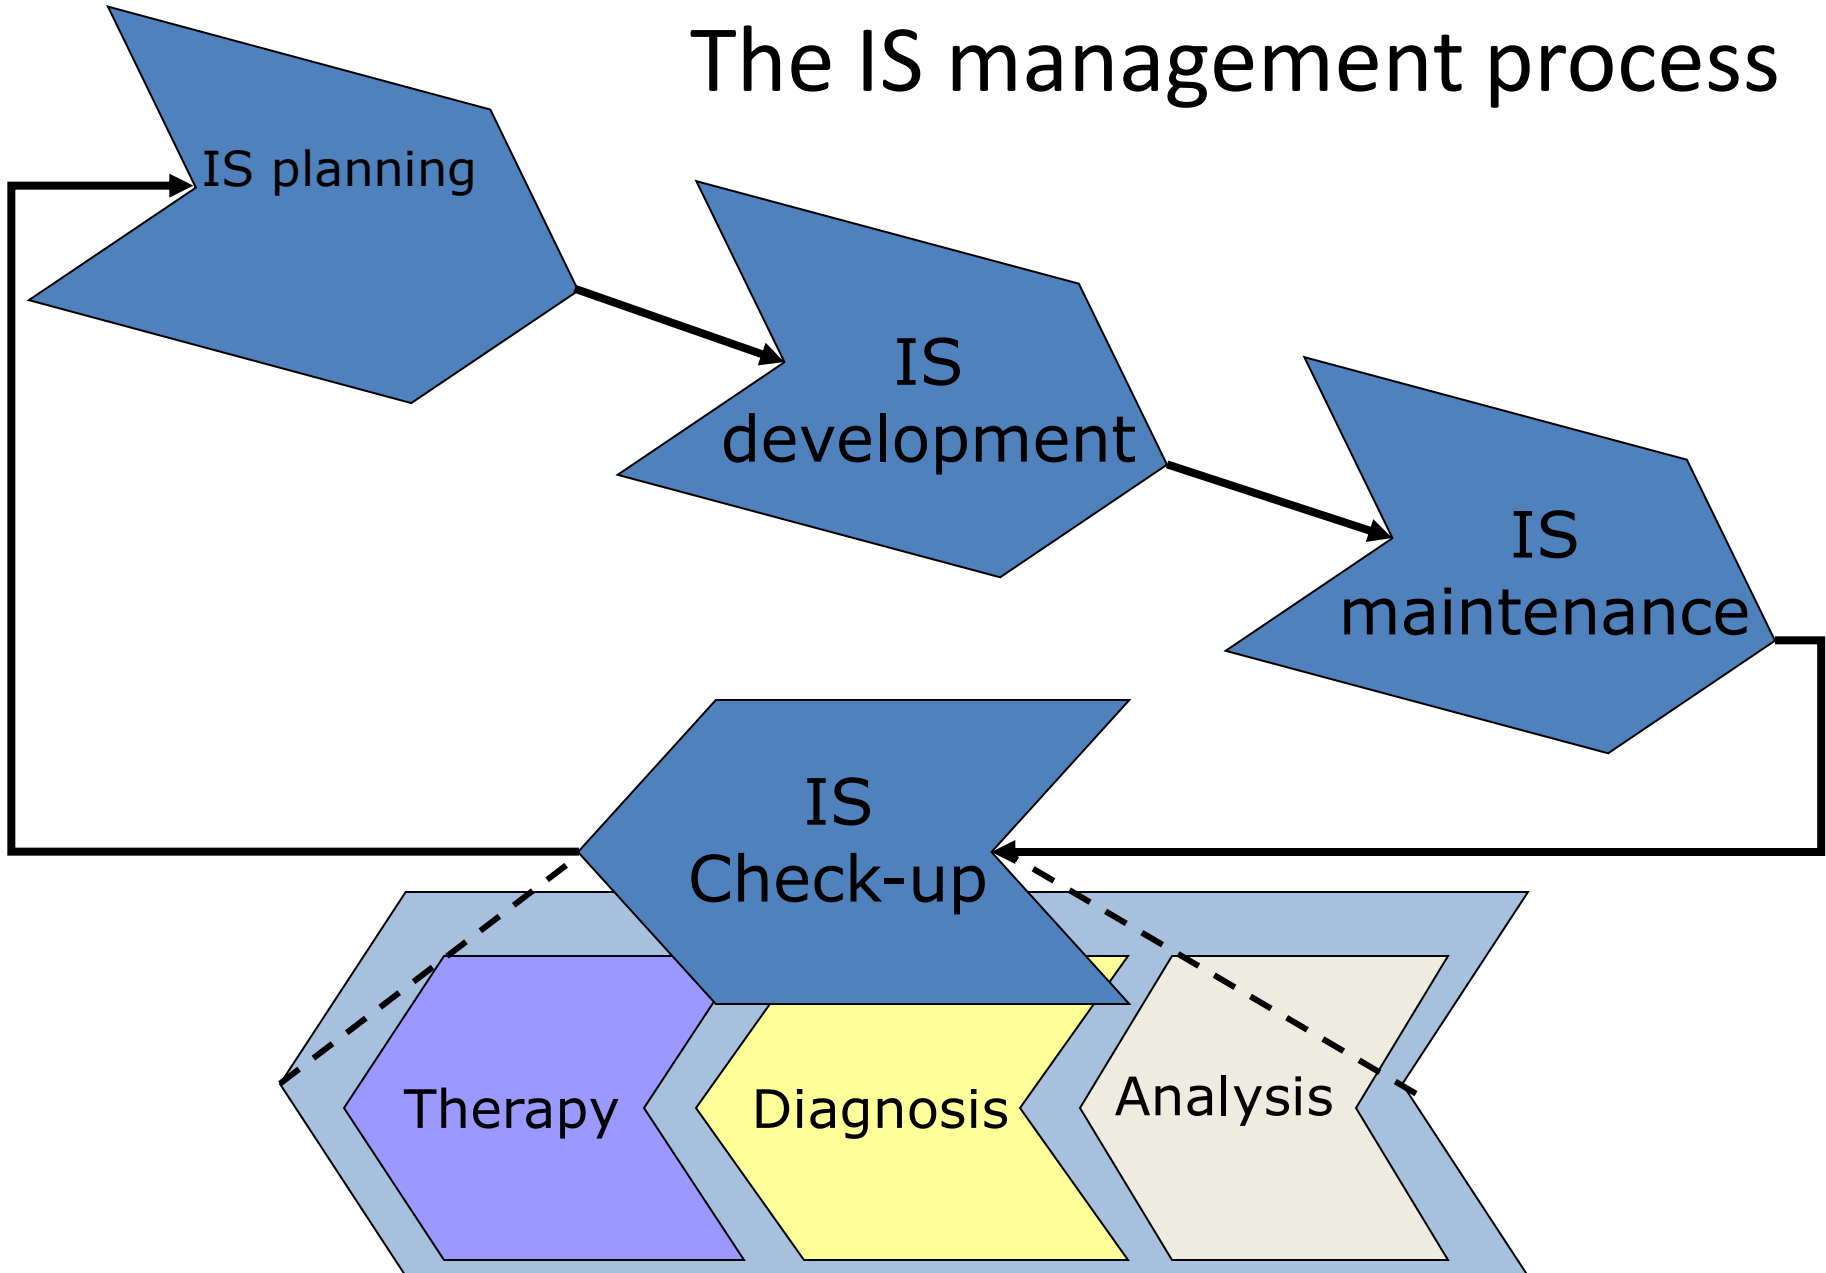 The IS management process
IS planning
IS
development
IS
maintenance
IS
Check-up
Therapy
Diagnosis
Analysis